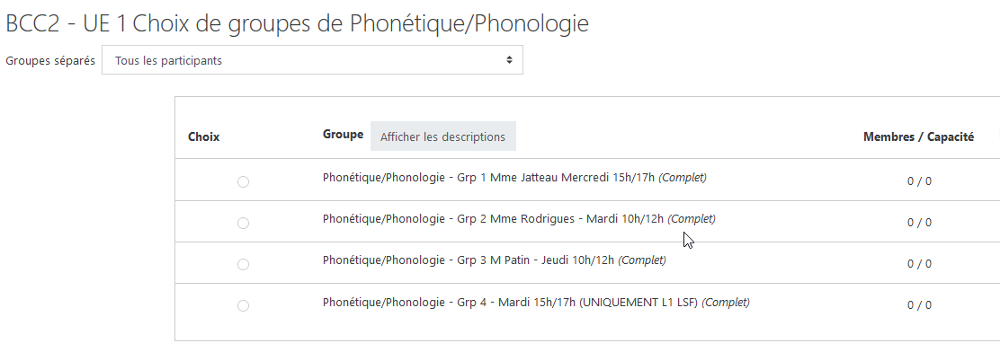 BCC2 - UE 1 Choix de groupes de Phonétique/Phonologie
Groupes séparés Tous les participants
Choix Groupe Afficher les descriptions Membres / Capacité
Phonétique/Phonologie - Grp 1 Mme Jatteau Mercredi 15h/17h (Complet) 0 / 0
Phonétique/Phonologie - Grp 2 Mme Rodrigues - Mardi 10h/12h (Complet) 0 / 0
Phonétique/Phonologie - Grp 3 M Patin - Jeudi 10h/12h (Complet) 0 / 0
Phonétique/Phonologie - Grp 4 - Mardi 15h/17h (UNIQUEMENT L1 LSF) (Complet) 0 / 0